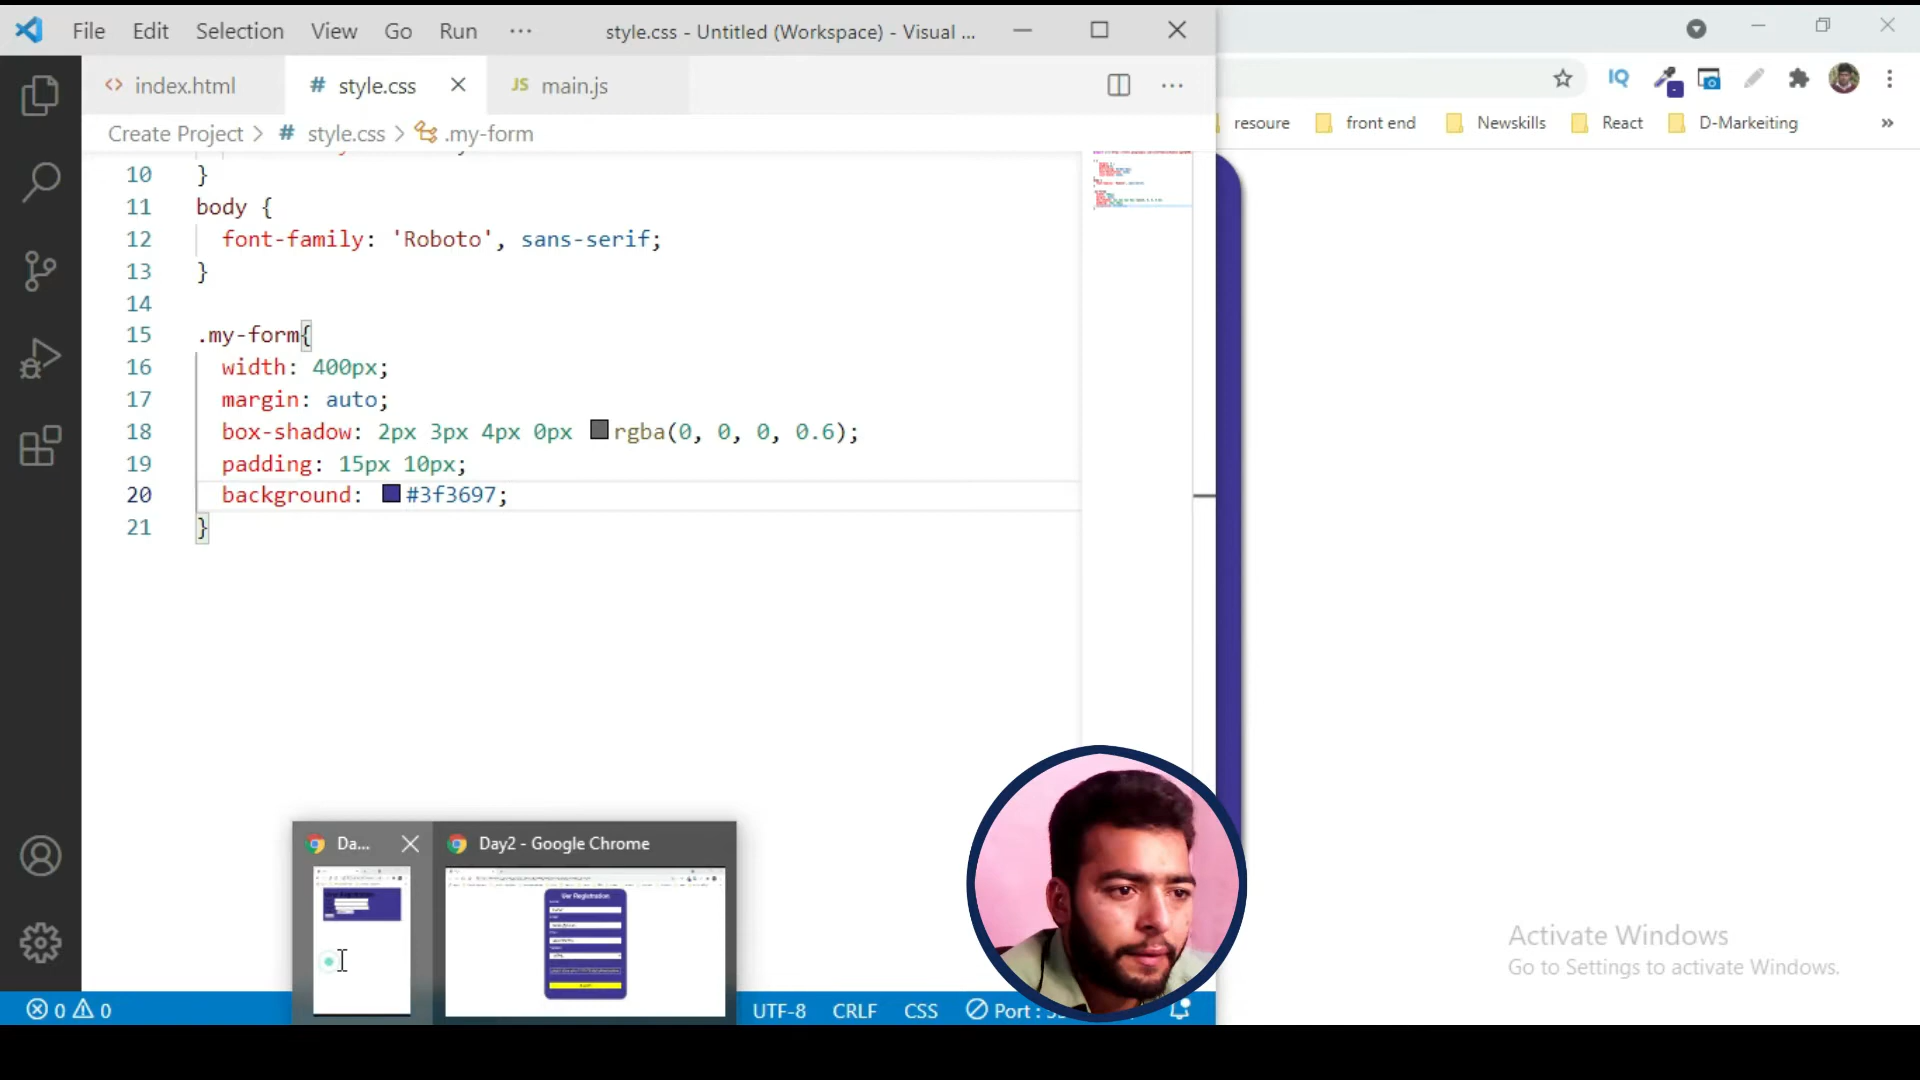 File Edit Selection View Go Run ··· style.css - Untitled (Workspace) - Visual ...
<> index.html # style.css JS main.js ···
Create Project > # style.css > .my-form
resoure front end Newskills React D-Markeiting »
IQ
10 }
11 body {
12 font-family: 'Roboto', sans-serif;
13 }
14
15 .my-form{
16 width: 400px;
17 margin: auto;
18 box-shadow: 2px 3px 4px 0px rgba(0, 0, 0, 0.6);
19 padding: 15px 10px;
20 background: #3f3697;
21 }
Da... Day2 - Google Chrome
User Registration
Activate Windows
Go to Settings to activate Windows.
0 0 UTF-8 CRLF CSS Port :